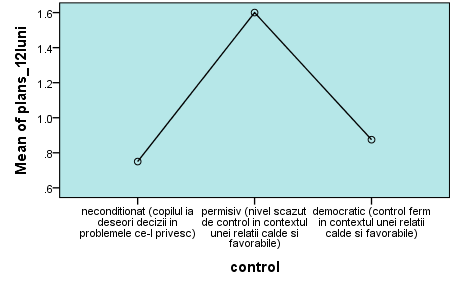 Mean of plans_12luni
1.6
1.4
1.2
1.0
.8
.6
neconditionat (copilul ia
deseori decizii in
problemele ce-l privesc)
permisiv (nivel scazut
de control in contextul
unei relatii calde si
favorabile)
democratic (control ferm
in contextul unei relatii
calde si favorabile)
control